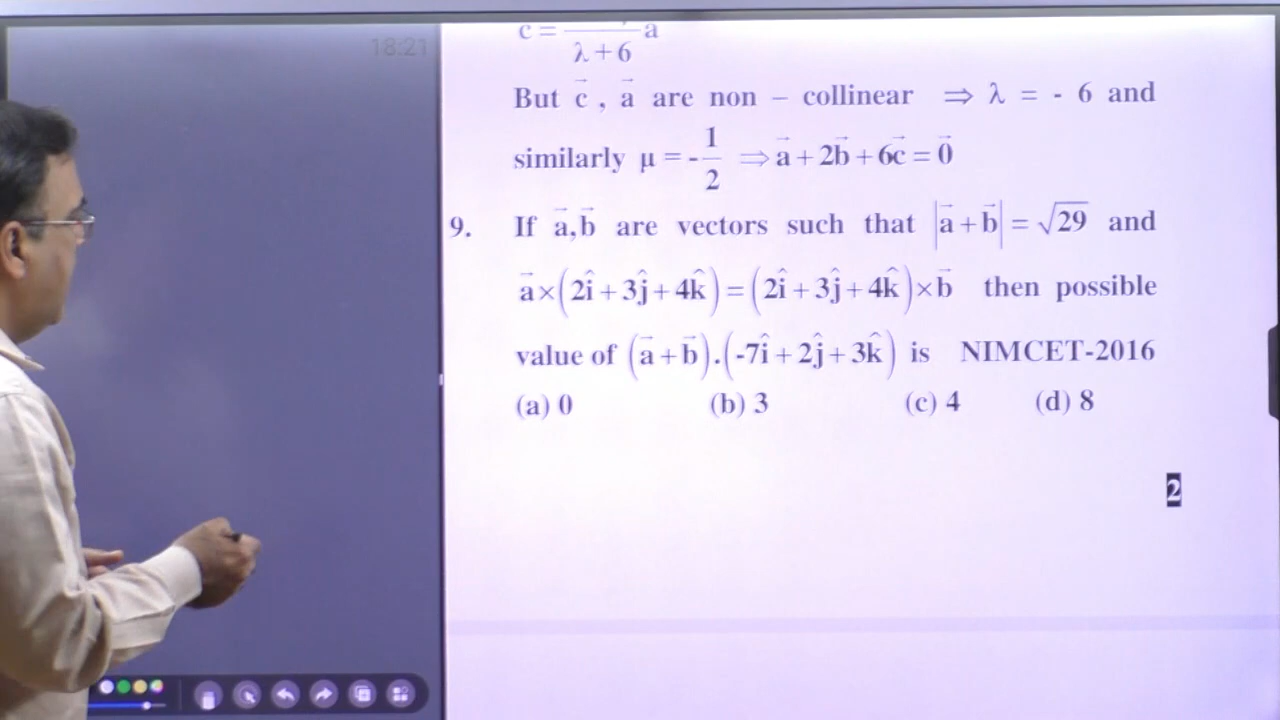 18:21
c = ――― a
λ + 6
But c⃗ , a⃗ are non – collinear ⇒ λ = - 6 and
similarly μ = -1/2 ⇒ a⃗ + 2b⃗ + 6c⃗ = 0⃗
9. If a⃗,b⃗ are vectors such that |a⃗ + b⃗| = √29 and
a⃗×(2î + 3ĵ + 4k̂) = (2î + 3ĵ + 4k̂)×b⃗ then possible
value of (a⃗ + b⃗).(-7î + 2ĵ + 3k̂) is NIMCET-2016
(a) 0 (b) 3 (c) 4 (d) 8
2